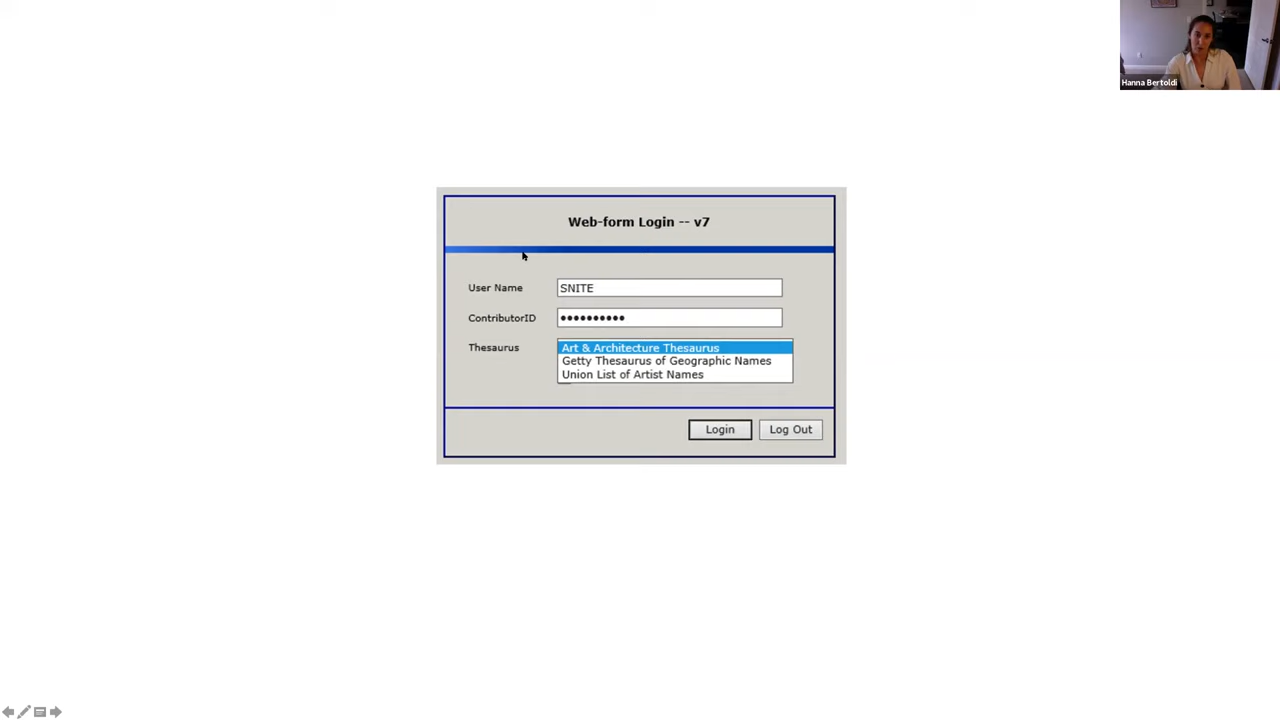 Hanna Bertoldi
Web-form Login -- v7
User Name
SNITE
ContributorID
••••••••••
Thesaurus
Art & Architecture Thesaurus
Getty Thesaurus of Geographic Names
Union List of Artist Names
Login
Log Out